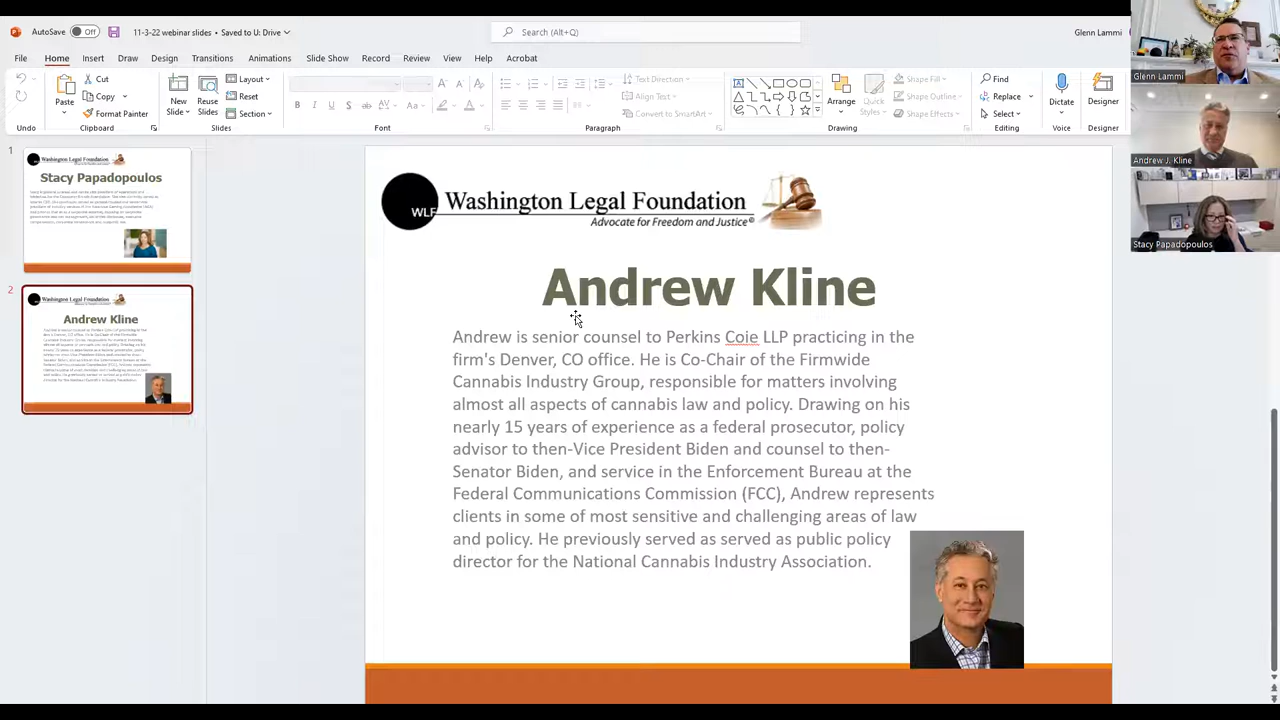 AutoSave Off 11-3-22 webinar slides • Saved to U: Drive Search (Alt+Q) Glenn Lammi
File Home Insert Draw Design Transitions Animations Slide Show Record Review View Help Acrobat
Paste Cut Copy Format Painter
New Slide Reuse Slides Layout Reset Section
Text Direction Align Text Convert to SmartArt
Arrange Quick Styles Shape Fill Shape Outline Shape Effects
Find Replace Select
Dictate Designer
Undo Clipboard Slides Font Paragraph Drawing Editing Voice Designer
Glenn Lammi
Andrew J. Kline
Stacy Papadopoulos
1
Washington Legal Foundation
Stacy Papadopoulos
2
Washington Legal Foundation
Andrew Kline
WLF Washington Legal Foundation
Advocate for Freedom and Justice®
Andrew Kline
Andrew is senior counsel to Perkins Coie LLP practicing in the
firm's Denver, CO office. He is Co-Chair of the Firmwide
Cannabis Industry Group, responsible for matters involving
almost all aspects of cannabis law and policy. Drawing on his
nearly 15 years of experience as a federal prosecutor, policy
advisor to then-Vice President Biden and counsel to then-
Senator Biden, and service in the Enforcement Bureau at the
Federal Communications Commission (FCC), Andrew represents
clients in some of most sensitive and challenging areas of law
and policy. He previously served as served as public policy
director for the National Cannabis Industry Association.